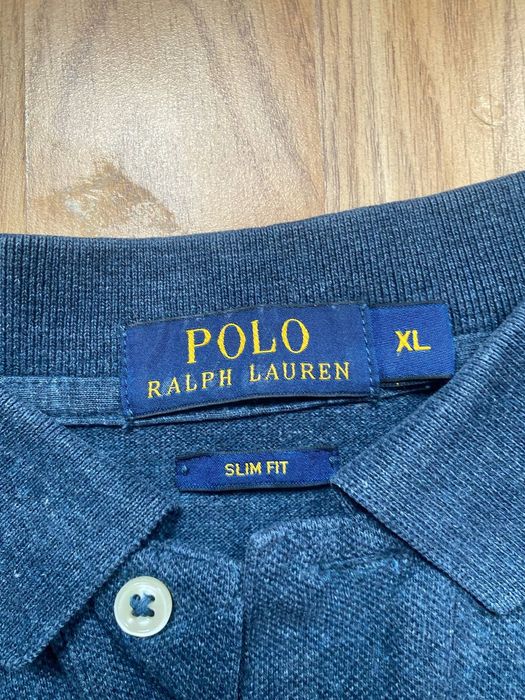 POLO
RALPH LAUREN
XL
SLIM FIT